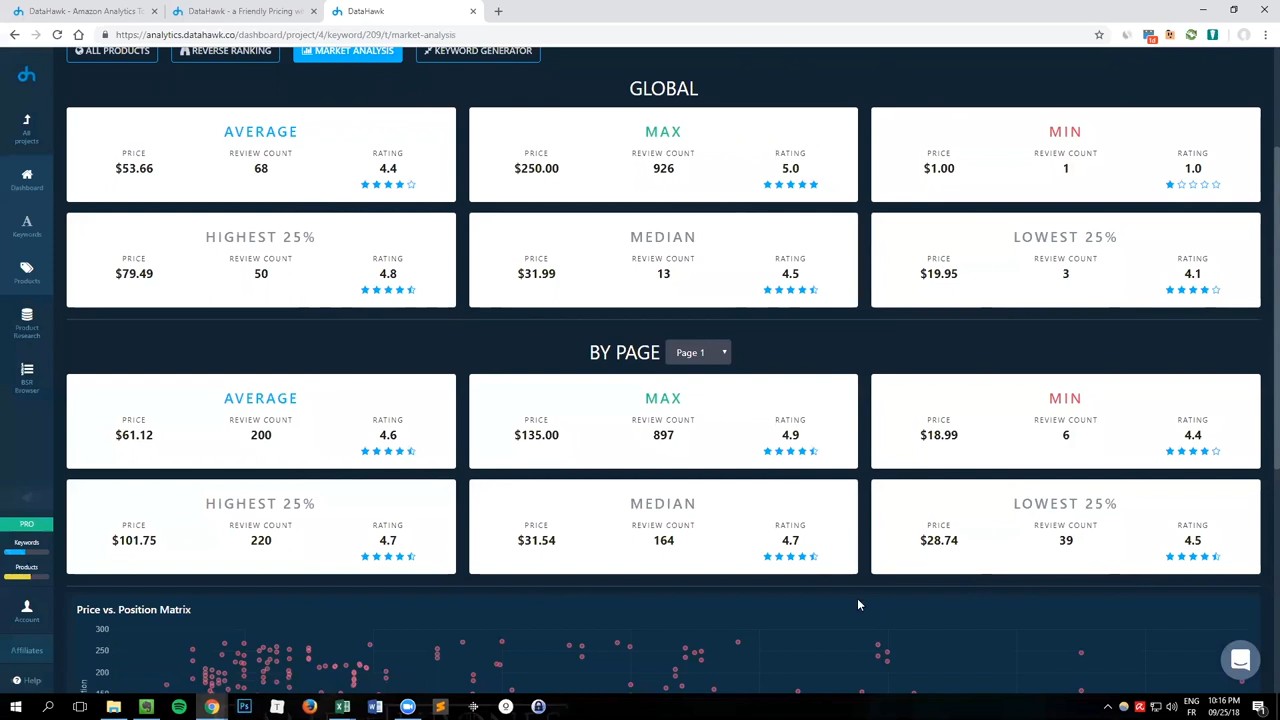 DataHawk - Amazon Analytics To
DataHawk - a Friendly Pricing wi
DataHawk
https://analytics.datahawk.co/dashboard/project/4/keyword/209/t/market-analysis
1d
ALL PRODUCTS
REVERSE RANKING
MARKET ANALYSIS
KEYWORD GENERATOR
dh
All projects
Dashboard
Keywords
Products
Product Research
BSR Browser
PRO
Keywords
Products
Account
Affiliates
Help
GLOBAL
AVERAGE
PRICE REVIEW COUNT RATING
$53.66 68 4.4
MAX
PRICE REVIEW COUNT RATING
$250.00 926 5.0
MIN
PRICE REVIEW COUNT RATING
$1.00 1 1.0
HIGHEST 25%
PRICE REVIEW COUNT RATING
$79.49 50 4.8
MEDIAN
PRICE REVIEW COUNT RATING
$31.99 13 4.5
LOWEST 25%
PRICE REVIEW COUNT RATING
$19.95 3 4.1
BY PAGE Page 1
AVERAGE
PRICE REVIEW COUNT RATING
$61.12 200 4.6
MAX
PRICE REVIEW COUNT RATING
$135.00 897 4.9
MIN
PRICE REVIEW COUNT RATING
$18.99 6 4.4
HIGHEST 25%
PRICE REVIEW COUNT RATING
$101.75 220 4.7
MEDIAN
PRICE REVIEW COUNT RATING
$31.54 164 4.7
LOWEST 25%
PRICE REVIEW COUNT RATING
$28.74 39 4.5
Price vs. Position Matrix
300
250
200
ENG
FR
10:16 PM
09/25/18